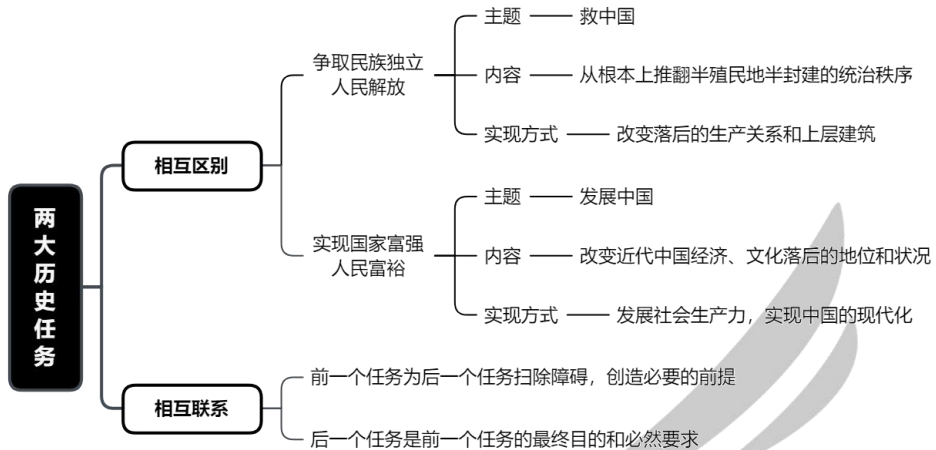 两大历史任务
相互区别
争取民族独立
人民解放
主题
救中国
内容
从根本上推翻半殖民地半封建的统治秩序
实现方式
改变落后的生产关系和上层建筑
实现国家富强
人民富裕
主题
发展中国
内容
改变近代中国经济、文化落后的地位和状况
实现方式
发展社会生产力，实现中国的现代化
相互联系
前一个任务为后一个任务扫除障碍，创造必要的前提
后一个任务是前一个任务的最终目的和必然要求